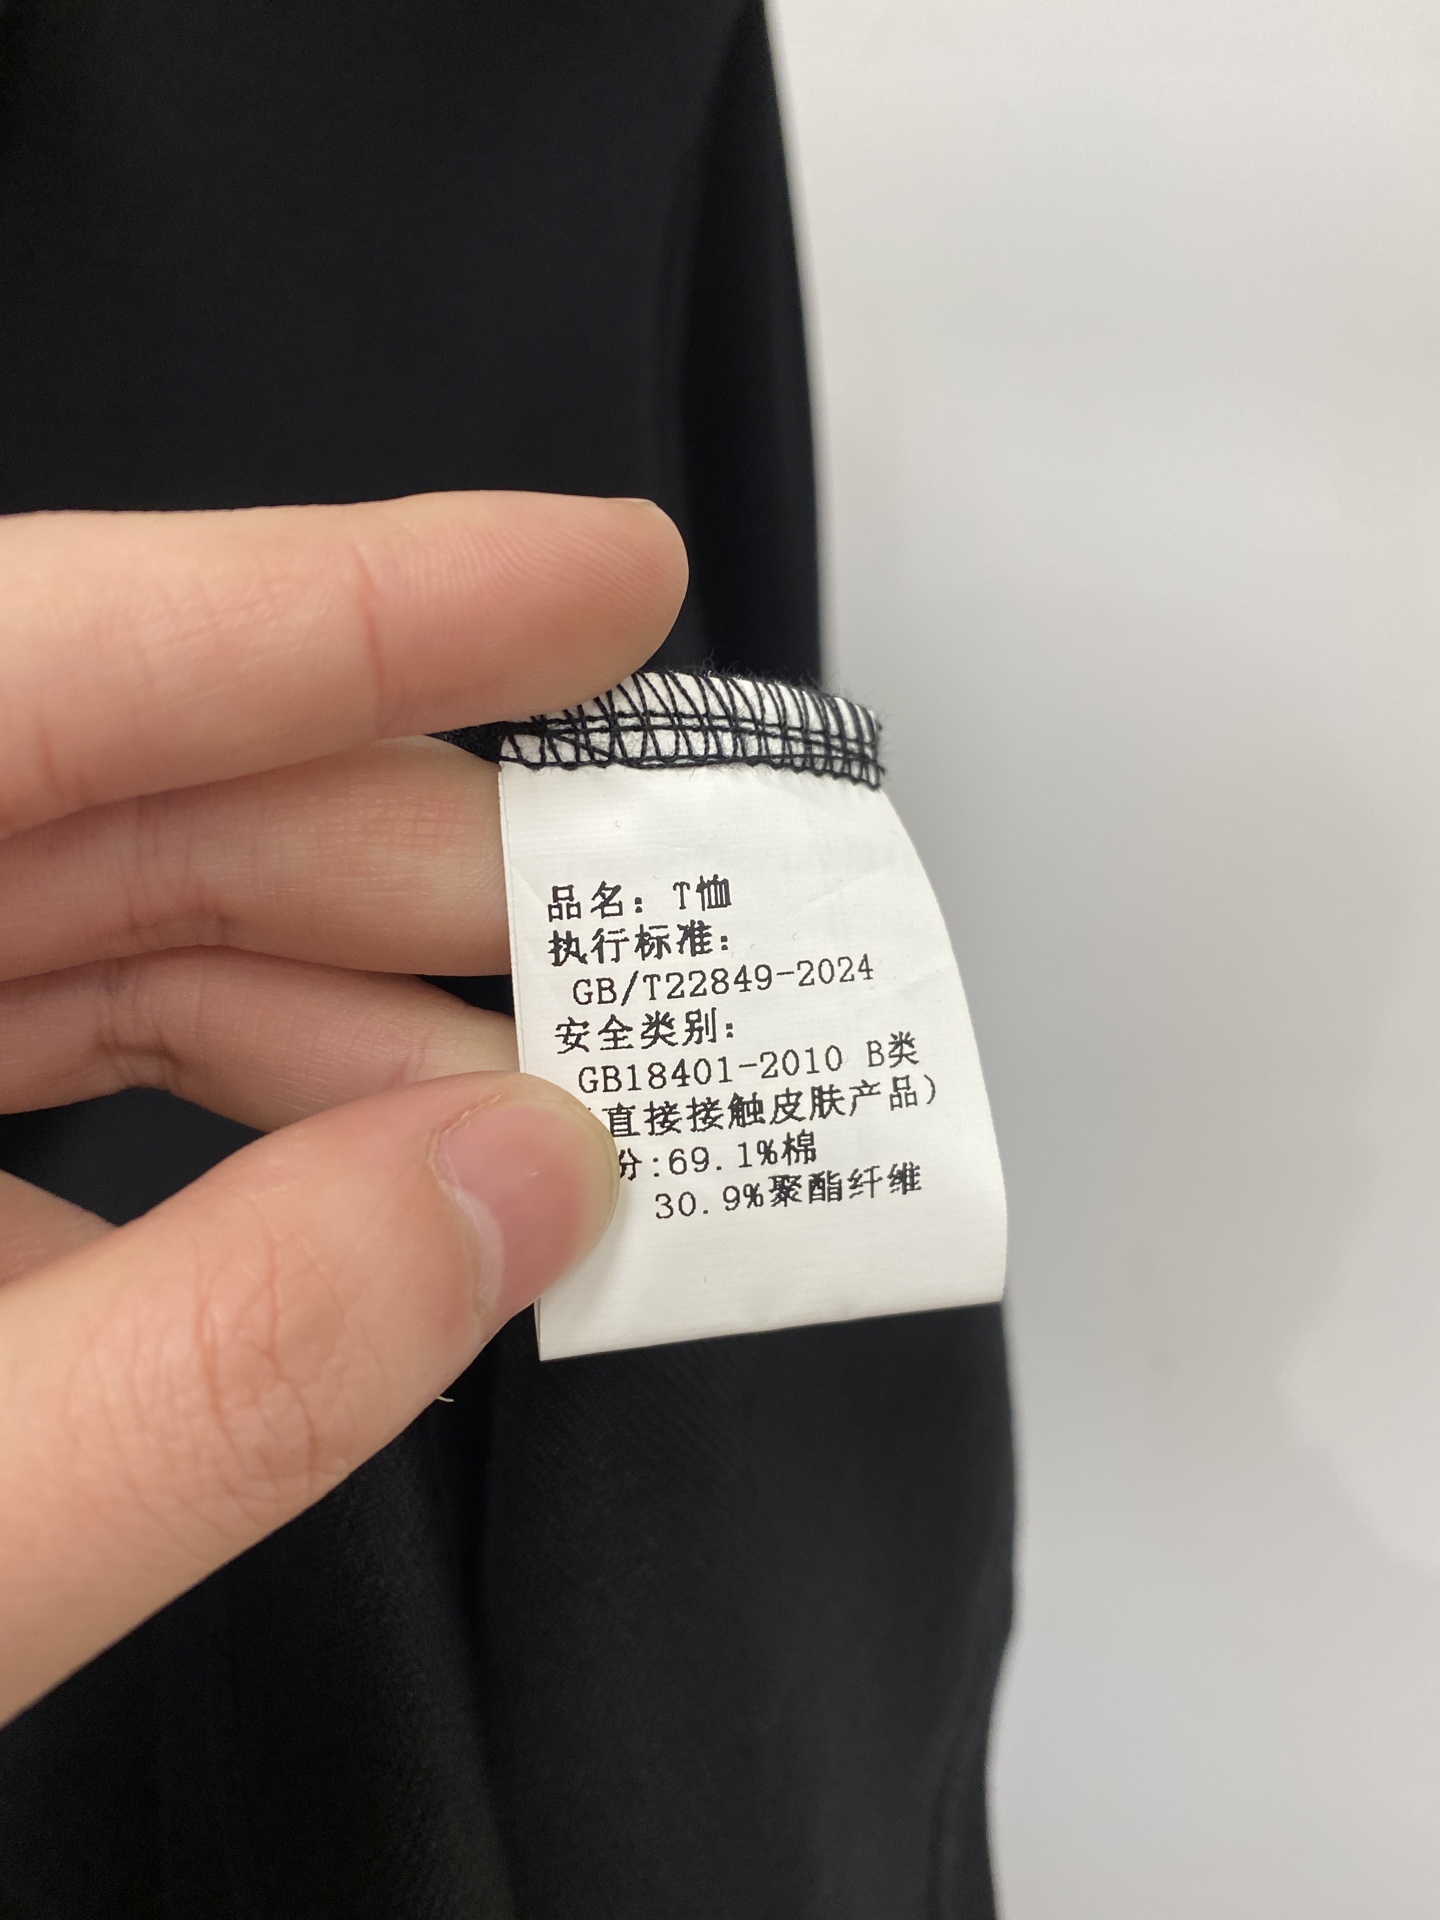 品名：T恤
执行标准：
GB/T22849-2024
安全类别：
GB18401-2010 B类
直接接触皮肤产品）
份:69.1%棉
30.9%聚酯纤维